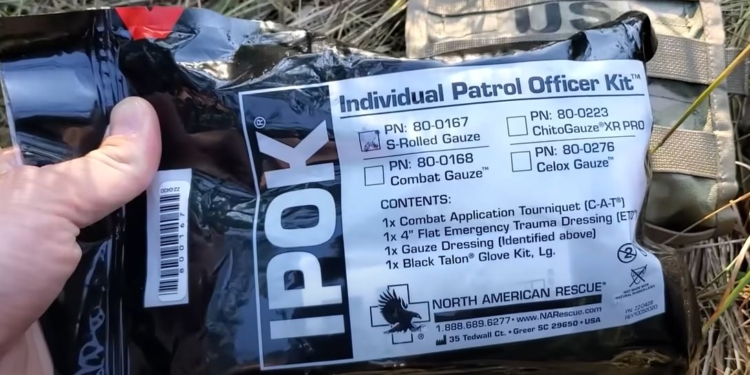 US
IPOK®
Individual Patrol Officer Kit™
PN: 80-0167
S-Rolled Gauze
PN: 80-0223
ChitoGauze®XR PRO
PN: 80-0168
Combat Gauze™
PN: 80-0276
Celox Gauze™
CONTENTS:
1x Combat Application Tourniquet (C-A-T®)
1x 4" Flat Emergency Trauma Dressing (ETD™
1x Gauze Dressing (Identified above)
1x Black Talon® Glove Kit, Lg.
NORTH AMERICAN RESCUE®
1.888.689.6277 • www.NARescue.com
35 Tedwall Ct. • Greer SC 29650 • USA